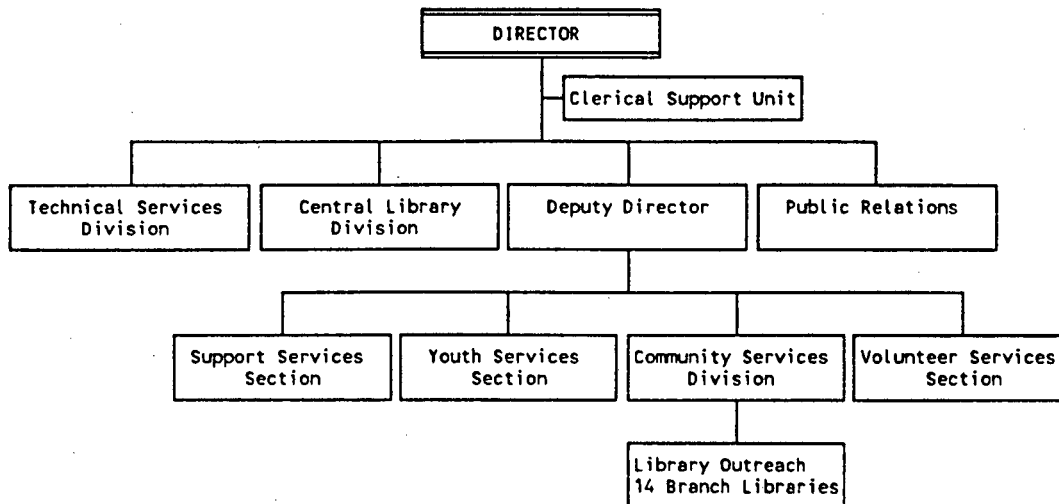 DIRECTOR
Clerical Support Unit
Technical Services
Division
Central Library
Division
Deputy Director
Public Relations
Support Services
Section
Youth Services
Section
Community Services
Division
Volunteer Services
Section
Library Outreach
14 Branch Libraries